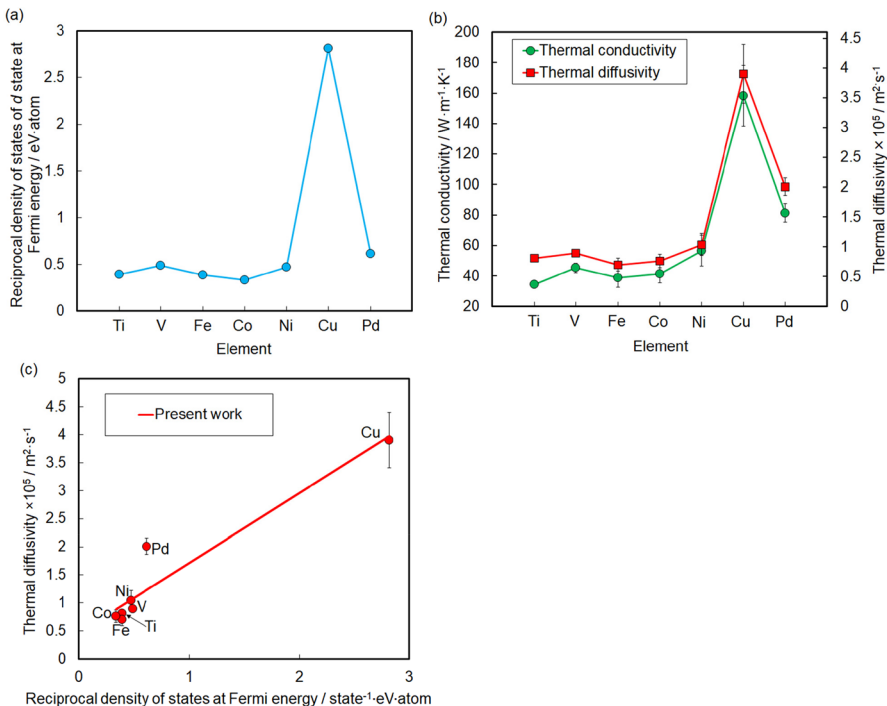 (a)
Reciprocal density of states of d state at
Fermi energy / eV·atom
3
2.5
2
1.5
1
0.5
0
Ti V Fe Co Ni Cu Pd
Element
(b)
Thermal conductivity / W·m⁻¹·K⁻¹
200
180
160
140
120
100
80
60
40
20
Thermal conductivity
Thermal diffusivity
4.5
4
3.5
3
2.5
2
1.5
1
0.5
0
Thermal diffusivity × 10⁵ / m²·s⁻¹
Ti V Fe Co Ni Cu Pd
Element
(c)
Thermal diffusivity ×10⁵ / m²·s⁻¹
5
4.5
4
3.5
3
2.5
2
1.5
1
0.5
0
Present work
Cu
Pd
Ni
V
Co
Ti
Fe
0 1 2 3
Reciprocal density of states at Fermi energy / state⁻¹·eV·atom